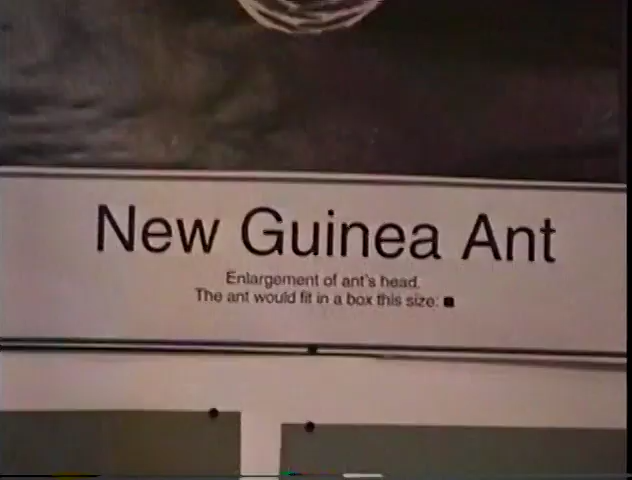 New Guinea Ant
Enlargement of ant's head.
The ant would fit in a box this size: ■